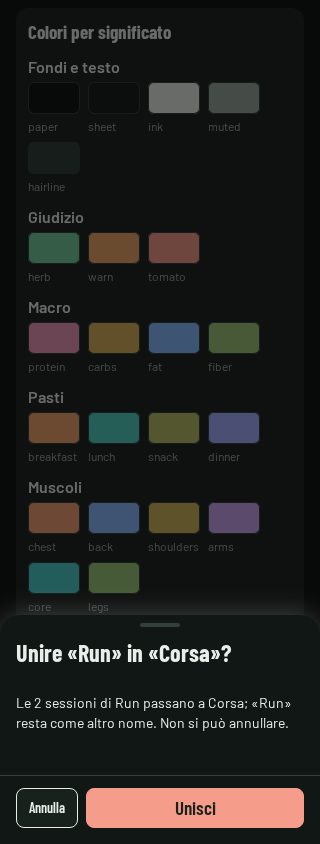 Colori per significato
Fondi e testo
paper sheet ink muted
hairline
Giudizio
herb warn tomato
Macro
protein carbs fat fiber
Pasti
breakfast lunch snack dinner
Muscoli
chest back shoulders arms
core legs
Unire «Run» in «Corsa»?
Le 2 sessioni di Run passano a Corsa; «Run»
resta come altro nome. Non si può annullare.
Annulla Unisci